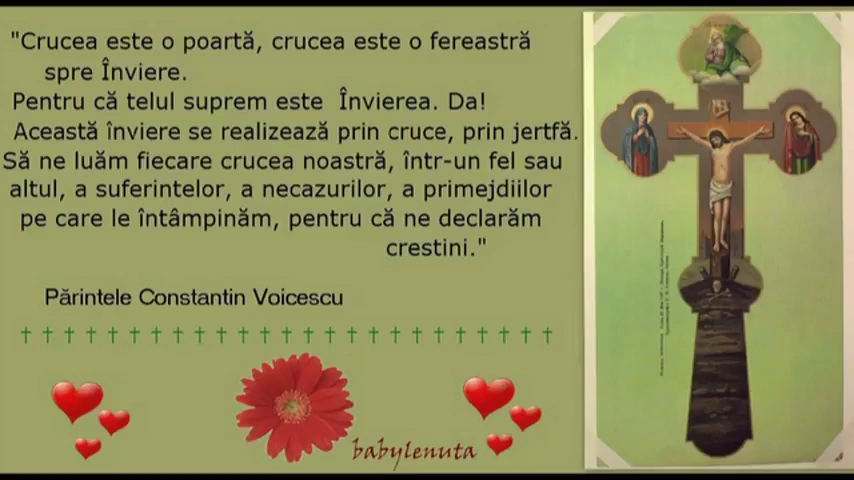 "Crucea este o poartă, crucea este o fereastră
spre Înviere.
Pentru că telul suprem este Învierea. Da!
Această înviere se realizează prin cruce, prin jertfă.
Să ne luăm fiecare crucea noastră, într-un fel sau
altul, a suferintelor, a necazurilor, a primejdiilor
pe care le întâmpinăm, pentru că ne declarăm
crestini."
Părintele Constantin Voicescu
babylenuta